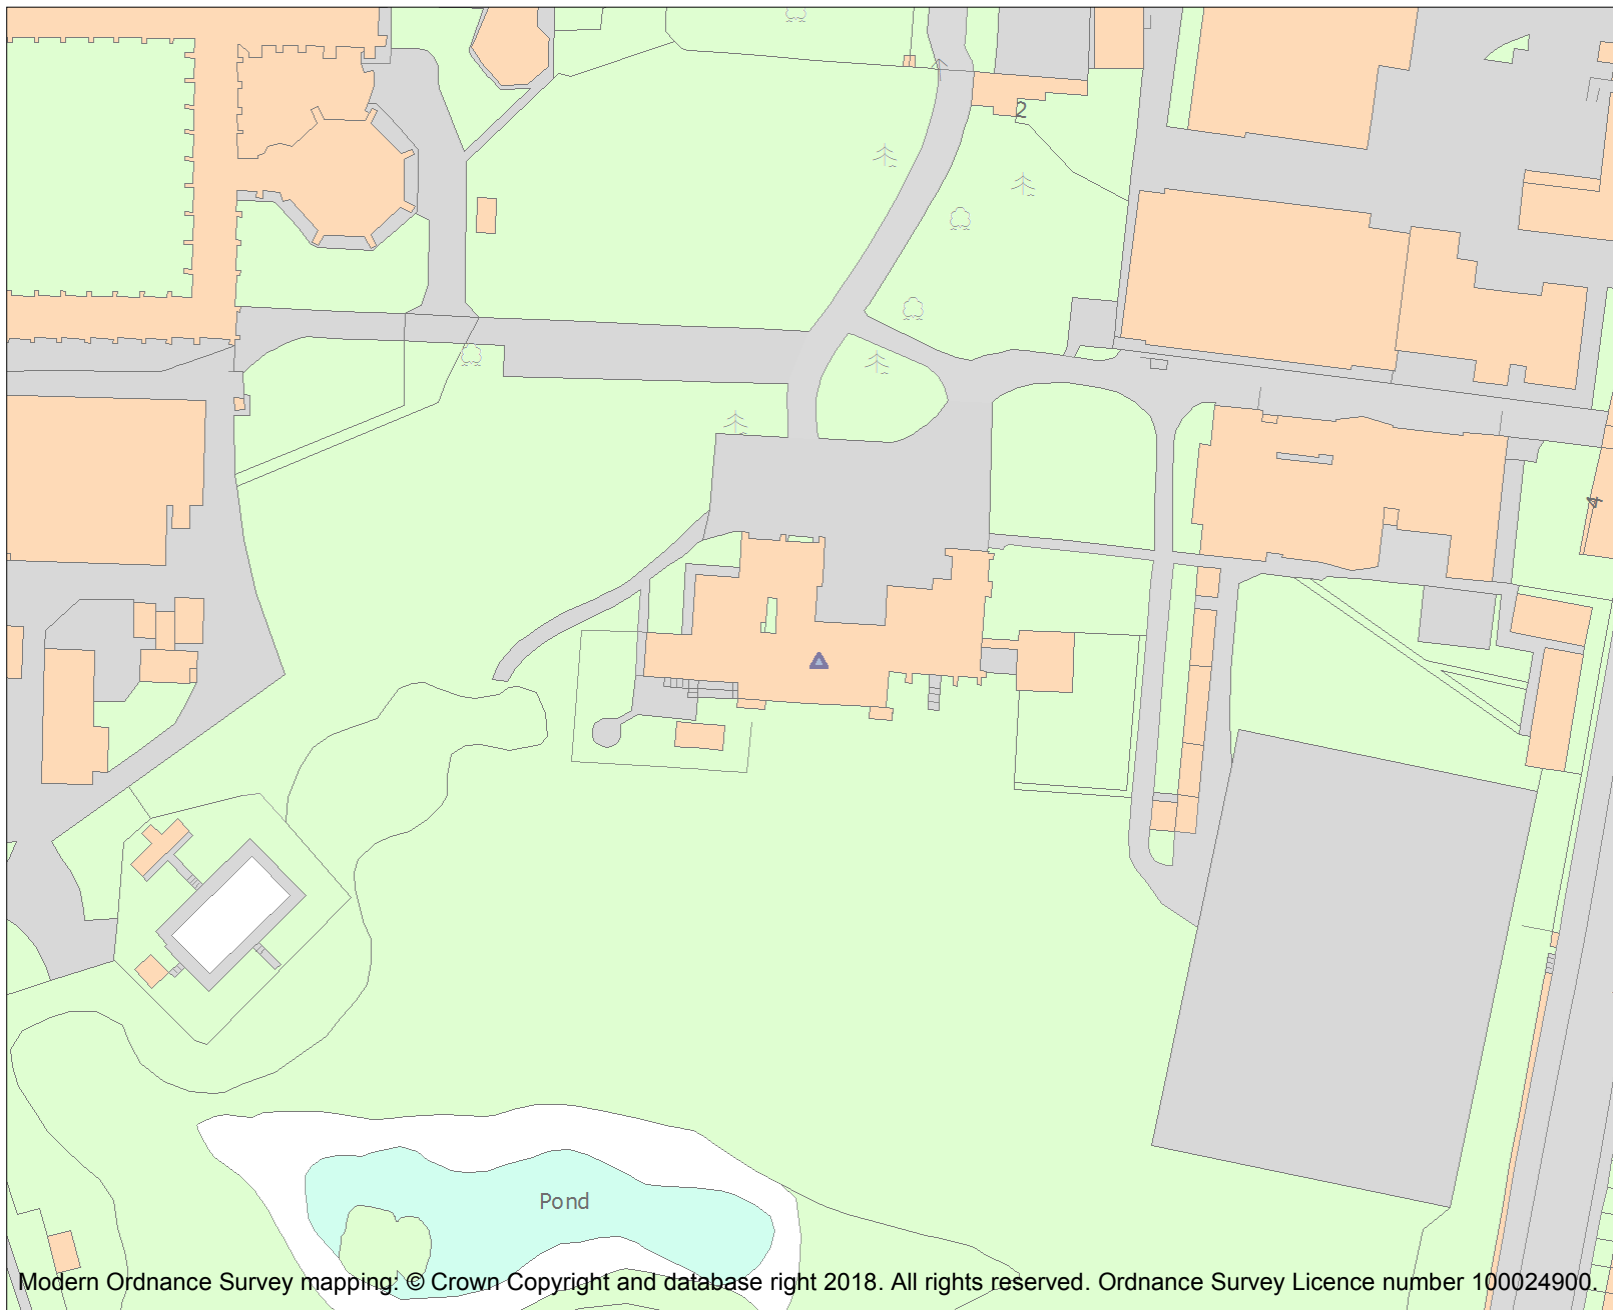 2
4
Pond
Modern Ordnance Survey mapping: © Crown Copyright and database right 2018. All rights reserved. Ordnance Survey Licence number 100024900.